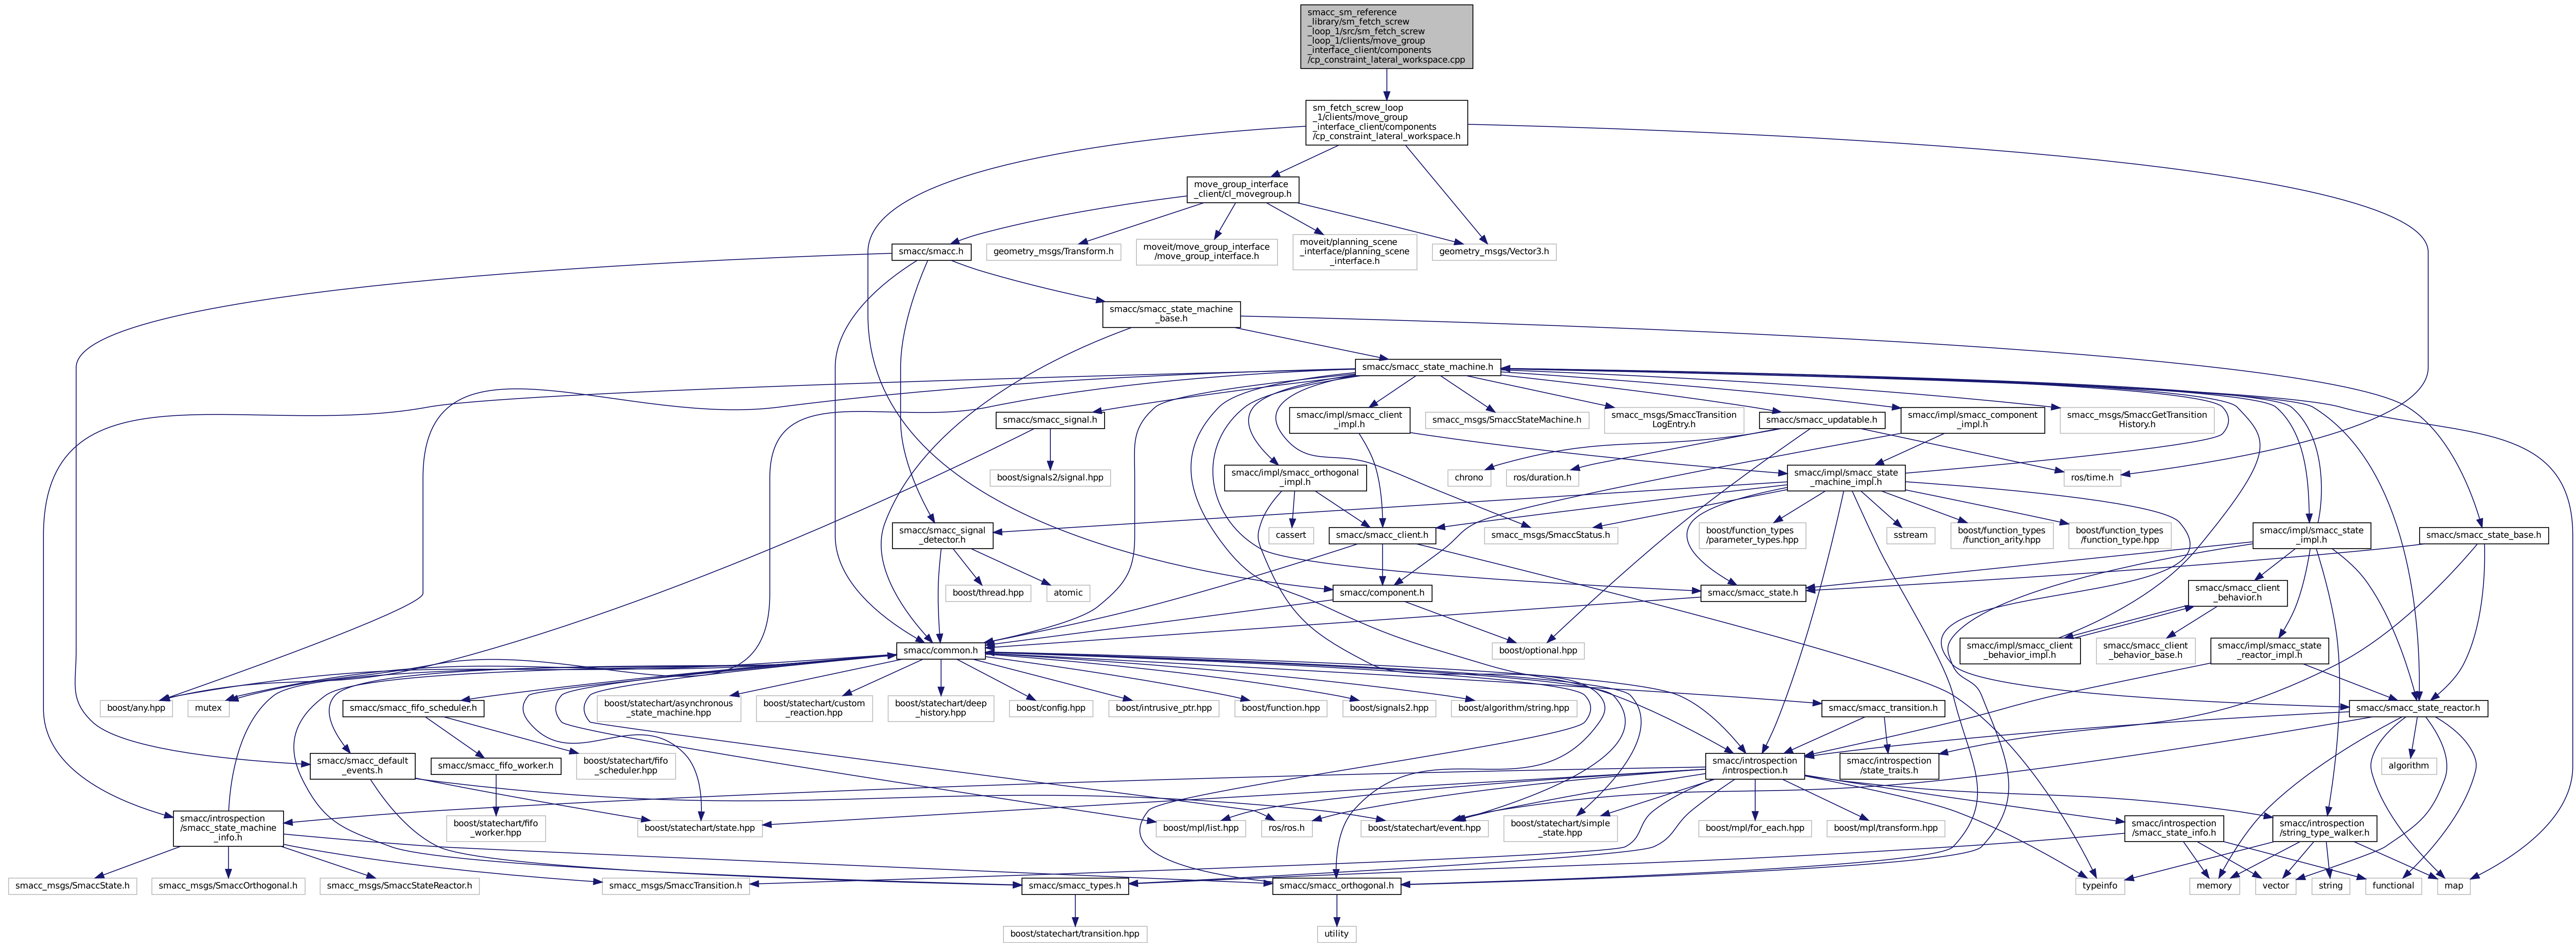 smacc_sm_reference
_library/sm_fetch_screw
_loop_1/src/sm_fetch_screw
_loop_1/clients/move_group
_interface_client/components
/cp_constraint_lateral_workspace.cpp
sm_fetch_screw_loop
_1/clients/move_group
_interface_client/components
/cp_constraint_lateral_workspace.h
move_group_interface
_client/cl_movegroup.h
smacc/smacc.h
geometry_msgs/Transform.h
moveit/move_group_interface
/move_group_interface.h
moveit/planning_scene
_interface/planning_scene
_interface.h
geometry_msgs/Vector3.h
smacc/smacc_state_machine
_base.h
smacc/smacc_state_machine.h
smacc/smacc_signal.h
smacc/impl/smacc_client
_impl.h
smacc_msgs/SmaccStateMachine.h
smacc_msgs/SmaccTransition
LogEntry.h
smacc/smacc_updatable.h
smacc/impl/smacc_component
_impl.h
smacc_msgs/SmaccGetTransition
History.h
boost/signals2/signal.hpp
smacc/impl/smacc_orthogonal
_impl.h
chrono
ros/duration.h
smacc/impl/smacc_state
_machine_impl.h
ros/time.h
smacc/smacc_signal
_detector.h
cassert
smacc/smacc_client.h
smacc_msgs/SmaccStatus.h
boost/function_types
/parameter_types.hpp
sstream
boost/function_types
/function_arity.hpp
boost/function_types
/function_type.hpp
smacc/impl/smacc_state
_impl.h
smacc/smacc_state_base.h
boost/thread.hpp
atomic
smacc/component.h
smacc/smacc_state.h
smacc/smacc_client
_behavior.h
smacc/common.h
boost/optional.hpp
smacc/impl/smacc_client
_behavior_impl.h
smacc/smacc_client
_behavior_base.h
smacc/impl/smacc_state
_reactor_impl.h
boost/any.hpp
mutex
smacc/smacc_fifo_scheduler.h
boost/statechart/asynchronous
_state_machine.hpp
boost/statechart/custom
_reaction.hpp
boost/statechart/deep
_history.hpp
boost/config.hpp
boost/intrusive_ptr.hpp
boost/function.hpp
boost/signals2.hpp
boost/algorithm/string.hpp
smacc/smacc_transition.h
smacc/smacc_state_reactor.h
smacc/smacc_default
_events.h
smacc/smacc_fifo_worker.h
boost/statechart/fifo
_scheduler.hpp
smacc/introspection
/introspection.h
smacc/introspection
/state_traits.h
algorithm
smacc/introspection
/smacc_state_machine
_info.h
boost/statechart/fifo
_worker.hpp
boost/statechart/state.hpp
boost/mpl/list.hpp
ros/ros.h
boost/statechart/event.hpp
boost/statechart/simple
_state.hpp
boost/mpl/for_each.hpp
boost/mpl/transform.hpp
smacc/introspection
/smacc_state_info.h
smacc/introspection
/string_type_walker.h
smacc_msgs/SmaccState.h
smacc_msgs/SmaccOrthogonal.h
smacc_msgs/SmaccStateReactor.h
smacc_msgs/SmaccTransition.h
smacc/smacc_types.h
smacc/smacc_orthogonal.h
typeinfo
memory
vector
string
functional
map
boost/statechart/transition.hpp
utility